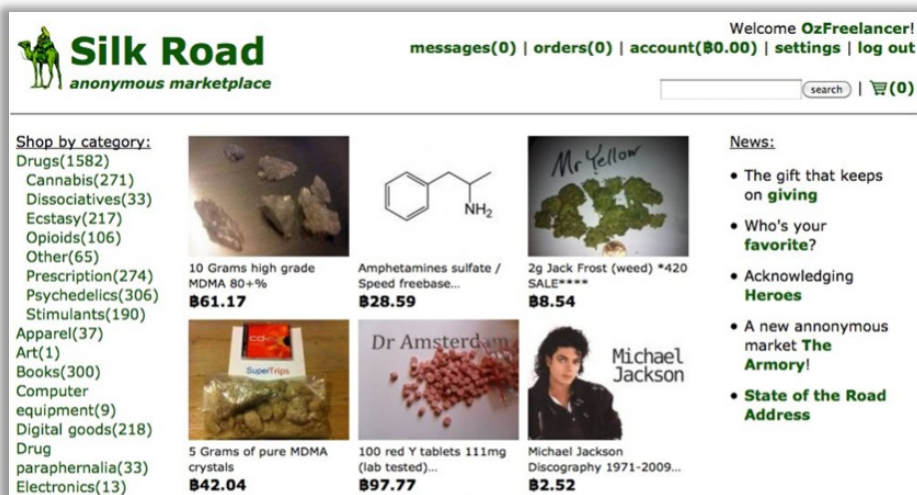 Silk Road
anonymous marketplace
Welcome OzFreelancer!
messages(0) | orders(0) | account(฿0.00) | settings | log out
search | (0)
Shop by category:
Drugs(1582)
Cannabis(271)
Dissociatives(33)
Ecstasy(217)
Opioids(106)
Other(65)
Prescription(274)
Psychedelics(306)
Stimulants(190)
Apparel(37)
Art(1)
Books(300)
Computer
equipment(9)
Digital goods(218)
Drug
paraphernalia(33)
Electronics(13)
10 Grams high grade
MDMA 80+%
฿61.17
NH2
Amphetamines sulfate /
Speed freebase...
฿28.59
Mr Yellow
2g Jack Frost (weed) *420
SALE****
฿8.54
SuperTrips
5 Grams of pure MDMA
crystals
฿42.04
Dr Amsterdam
100 red Y tablets 111mg
(lab tested)...
฿97.77
Michael
Jackson
Michael Jackson
Discography 1971-2009...
฿2.52
News:
The gift that keeps
on giving
Who's your
favorite?
Acknowledging
Heroes
A new annonymous
market The
Armory!
State of the Road
Address